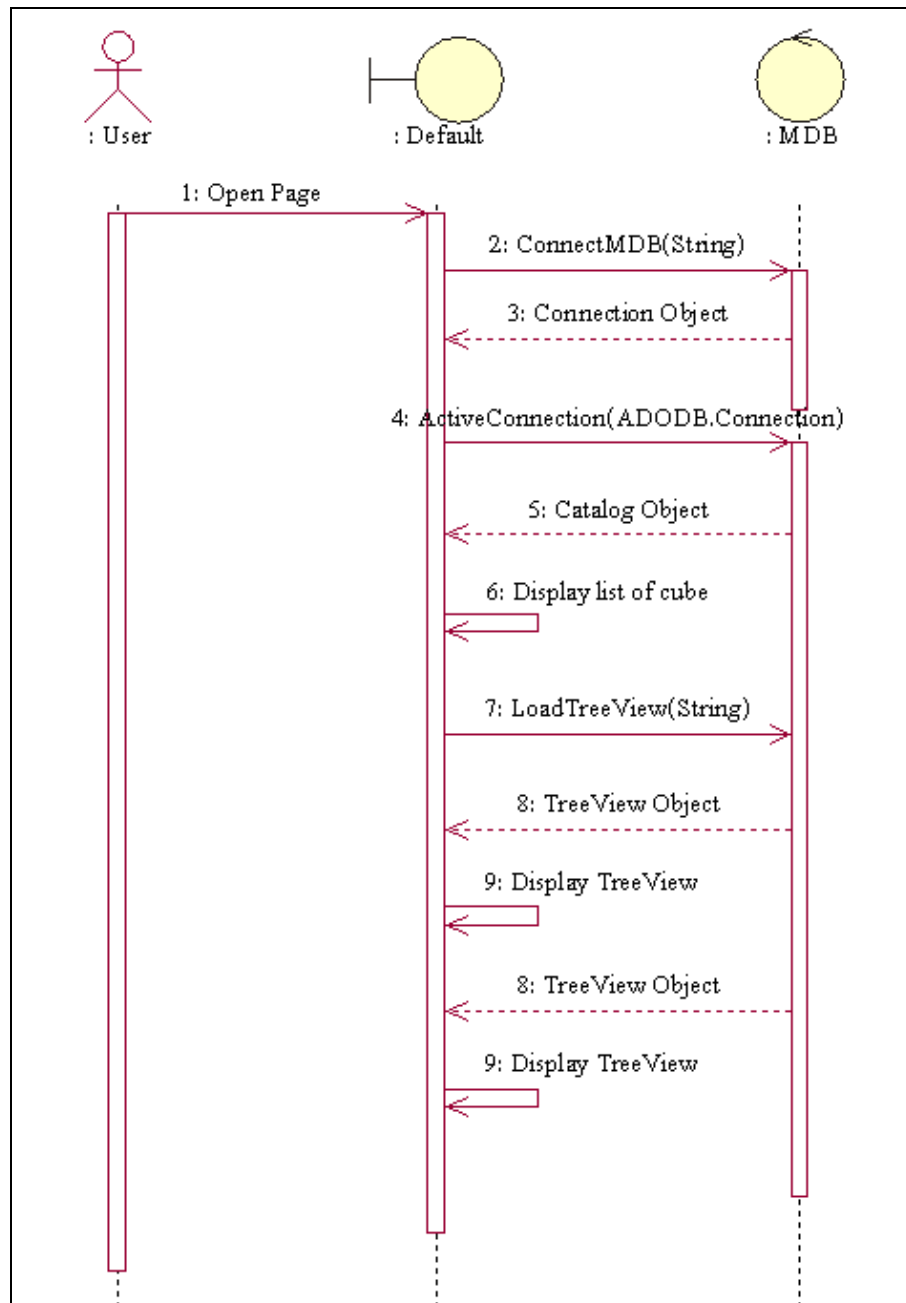 : User
: Default
: MDB
1: Open Page
2: ConnectMDB(String)
3: Connection Object
4: ActiveConnection(ADODB.Connection)
5: Catalog Object
6: Display list of cube
7: LoadTreeView(String)
8: TreeView Object
9: Display TreeView
8: TreeView Object
9: Display TreeView